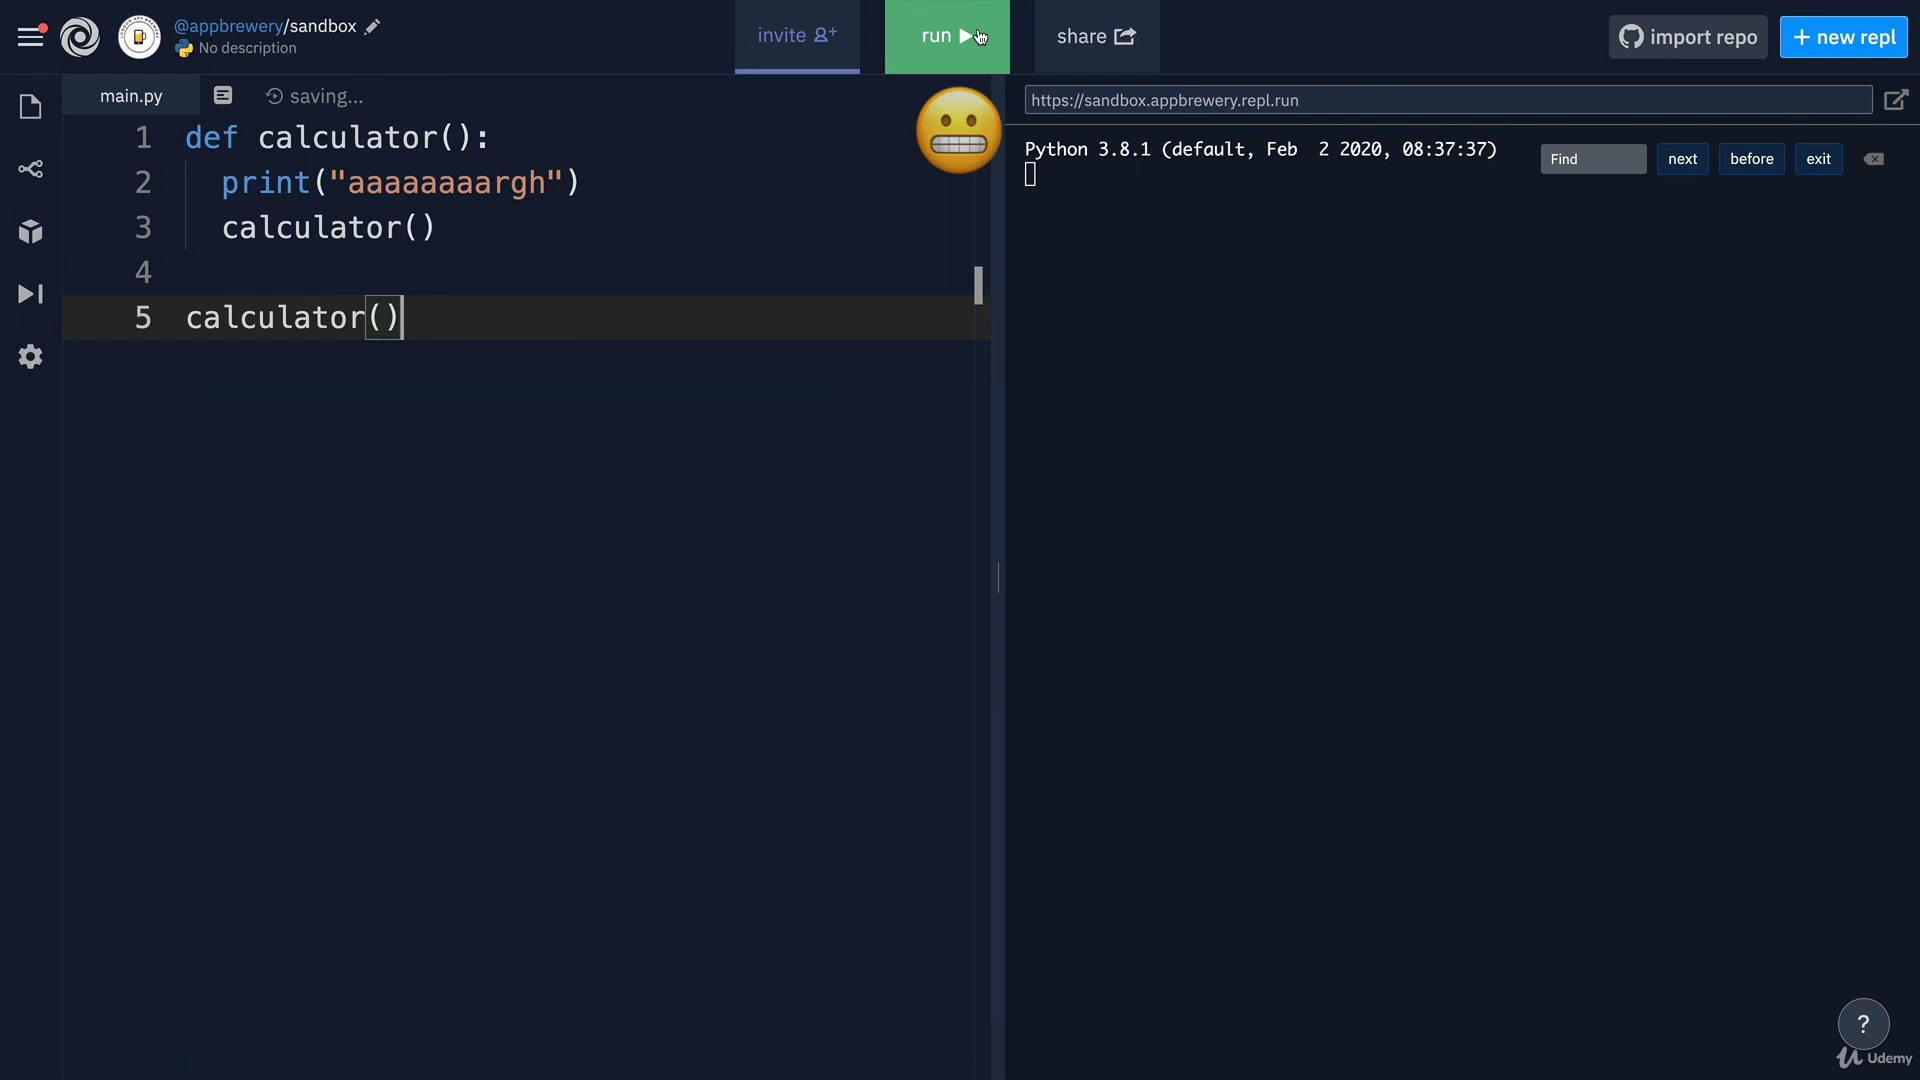 @appbrewery/sandbox
No description
invite
run
share
import repo
+ new repl
main.py
saving...
https://sandbox.appbrewery.repl.run
1 def calculator():
2 print("aaaaaaaargh")
3 calculator()
4
5 calculator()
Python 3.8.1 (default, Feb  2 2020, 08:37:37)
Find
next
before
exit
?
Udemy